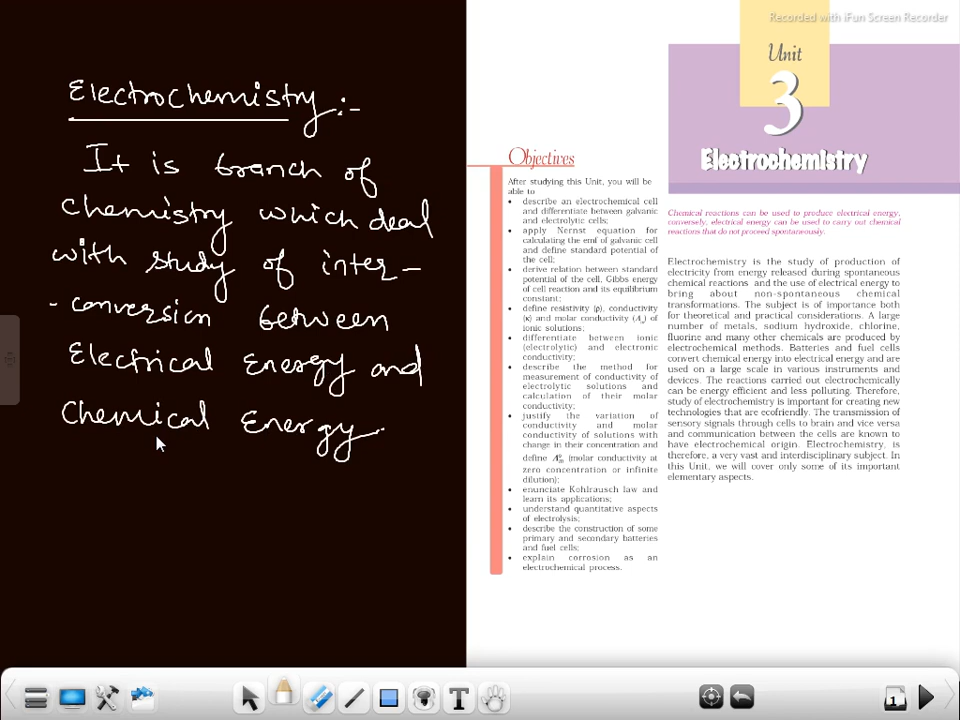 Recorded with iFun Screen Recorder
Electrochemistry :-
It is branch of
chemistry which deal
with study of inter -
- conversion between
Electrical Energy and
Chemical Energy.
Unit
3
Electrochemistry
Objectives
After studying this Unit, you will be
able to
• describe an electrochemical cell
and differentiate between galvanic
and electrolytic cells;
• apply Nernst equation for
calculating the emf of galvanic cell
and define standard potential of
the cell;
• derive relation between standard
potential of the cell, Gibbs energy
of cell reaction and its equilibrium
constant;
• define resistivity (ρ), conductivity
(κ) and molar conductivity (Λm) of
ionic solutions;
• differentiate between ionic
(electrolytic) and electronic
conductivity;
• describe the method for
measurement of conductivity of
electrolytic solutions and
calculation of their molar
conductivity;
• justify the variation of
conductivity and molar
conductivity of solutions with
change in their concentration and
define Λ°m (molar conductivity at
zero concentration or infinite
dilution);
• enunciate Kohlrausch law and
learn its applications;
• understand quantitative aspects
of electrolysis;
• describe the construction of some
primary and secondary batteries
and fuel cells;
• explain corrosion as an
electrochemical process.
Chemical reactions can be used to produce electrical energy,
conversely, electrical energy can be used to carry out chemical
reactions that do not proceed spontaneously.
Electrochemistry is the study of production of
electricity from energy released during spontaneous
chemical reactions and the use of electrical energy to
bring about non-spontaneous chemical
transformations. The subject is of importance both
for theoretical and practical considerations. A large
number of metals, sodium hydroxide, chlorine,
fluorine and many other chemicals are produced by
electrochemical methods. Batteries and fuel cells
convert chemical energy into electrical energy and are
used on a large scale in various instruments and
devices. The reactions carried out electrochemically
can be energy efficient and less polluting. Therefore,
study of electrochemistry is important for creating new
technologies that are ecofriendly. The transmission of
sensory signals through cells to brain and vice versa
and communication between the cells are known to
have electrochemical origin. Electrochemistry, is
therefore, a very vast and interdisciplinary subject. In
this Unit, we will cover only some of its important
elementary aspects.
T
1